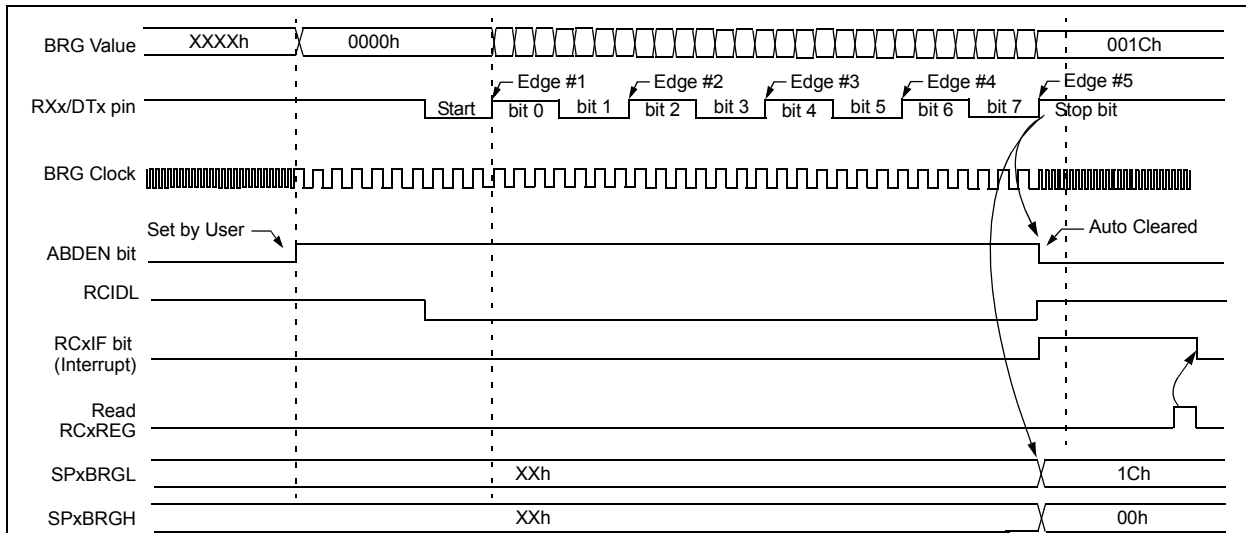 BRG Value
XXXXh
0000h
001Ch
RXx/DTx pin
Edge #1
Edge #2
Edge #3
Edge #4
Edge #5
Start
bit 0
bit 1
bit 2
bit 3
bit 4
bit 5
bit 6
bit 7
Stop bit
BRG Clock
Set by User
Auto Cleared
ABDEN bit
RCIDL
RCxIF bit
(Interrupt)
Read
RCxREG
SPxBRGL
XXh
1Ch
SPxBRGH
XXh
00h